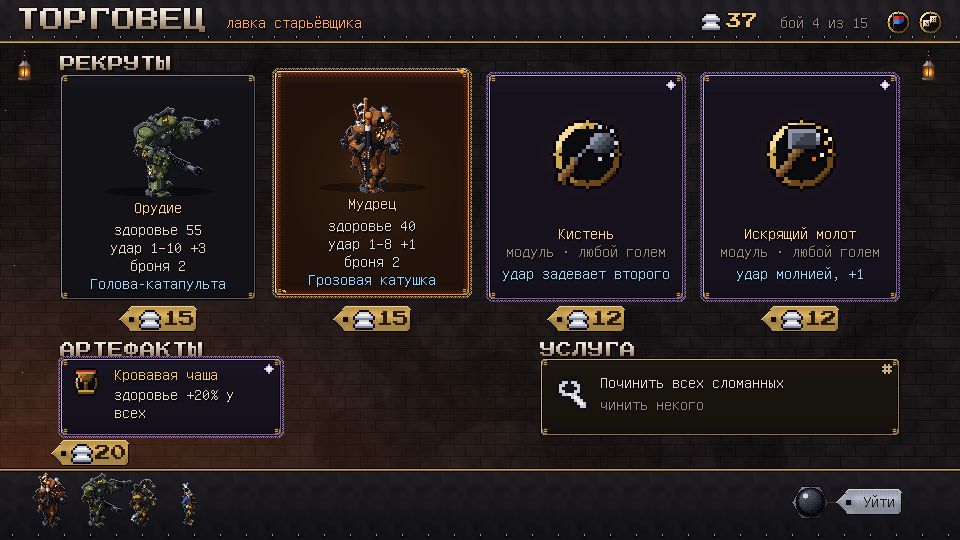 ТОРГОВЕЦ лавка старьёвщика 37 бой 4 из 15
РЕКРУТЫ
Орудие
здоровье 55
удар 1-10 +3
броня 2
Голова-катапульта
15
Мудрец
здоровье 40
удар 1-8 +1
броня 2
Грозовая катушка
15
Кистень
модуль · любой голем
удар задевает второго
12
Искрящий молот
модуль · любой голем
удар молнией, +1
12
АРТЕФАКТЫ
Кровавая чаша
здоровье +20% у
всех
20
УСЛУГА
Починить всех сломанных
чинить некого
Уйти